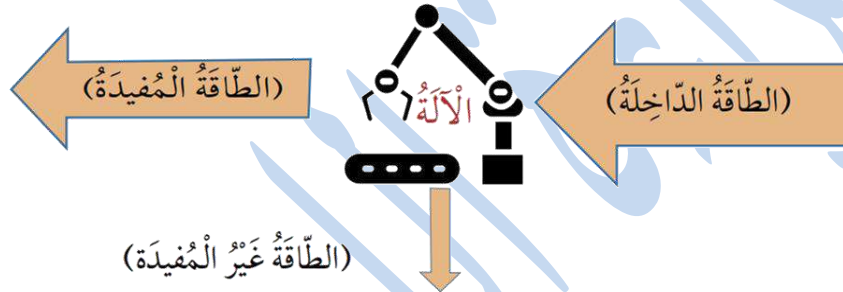 (الطّاقَةُ الدّاخِلَةُ)
الْآلَةُ
(الطّاقَةُ الْمُفيدَةُ)
(الطّاقَةُ غَيْرُ الْمُفيدَة)